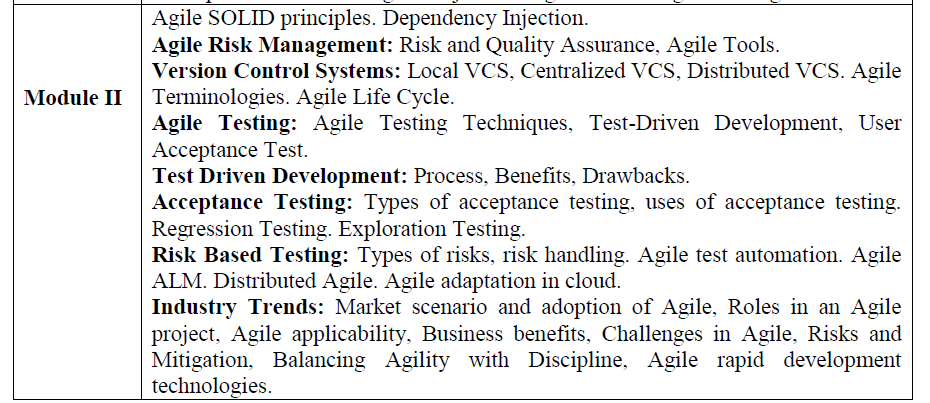 Module II
Agile SOLID principles. Dependency Injection.
Agile Risk Management: Risk and Quality Assurance, Agile Tools.
Version Control Systems: Local VCS, Centralized VCS, Distributed VCS. Agile
Terminologies. Agile Life Cycle.
Agile Testing: Agile Testing Techniques, Test-Driven Development, User
Acceptance Test.
Test Driven Development: Process, Benefits, Drawbacks.
Acceptance Testing: Types of acceptance testing, uses of acceptance testing.
Regression Testing. Exploration Testing.
Risk Based Testing: Types of risks, risk handling. Agile test automation. Agile
ALM. Distributed Agile. Agile adaptation in cloud.
Industry Trends: Market scenario and adoption of Agile, Roles in an Agile
project, Agile applicability, Business benefits, Challenges in Agile, Risks and
Mitigation, Balancing Agility with Discipline, Agile rapid development
technologies.